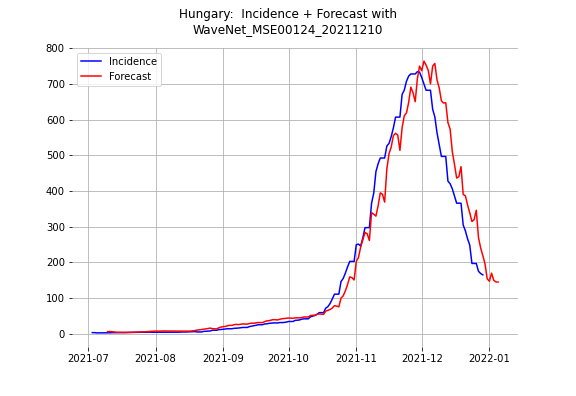 Hungary:  Incidence + Forecast with
WaveNet_MSE00124_20211210
Incidence
Forecast
800
700
600
500
400
300
200
100
0
2021-07 2021-08 2021-09 2021-10 2021-11 2021-12 2022-01